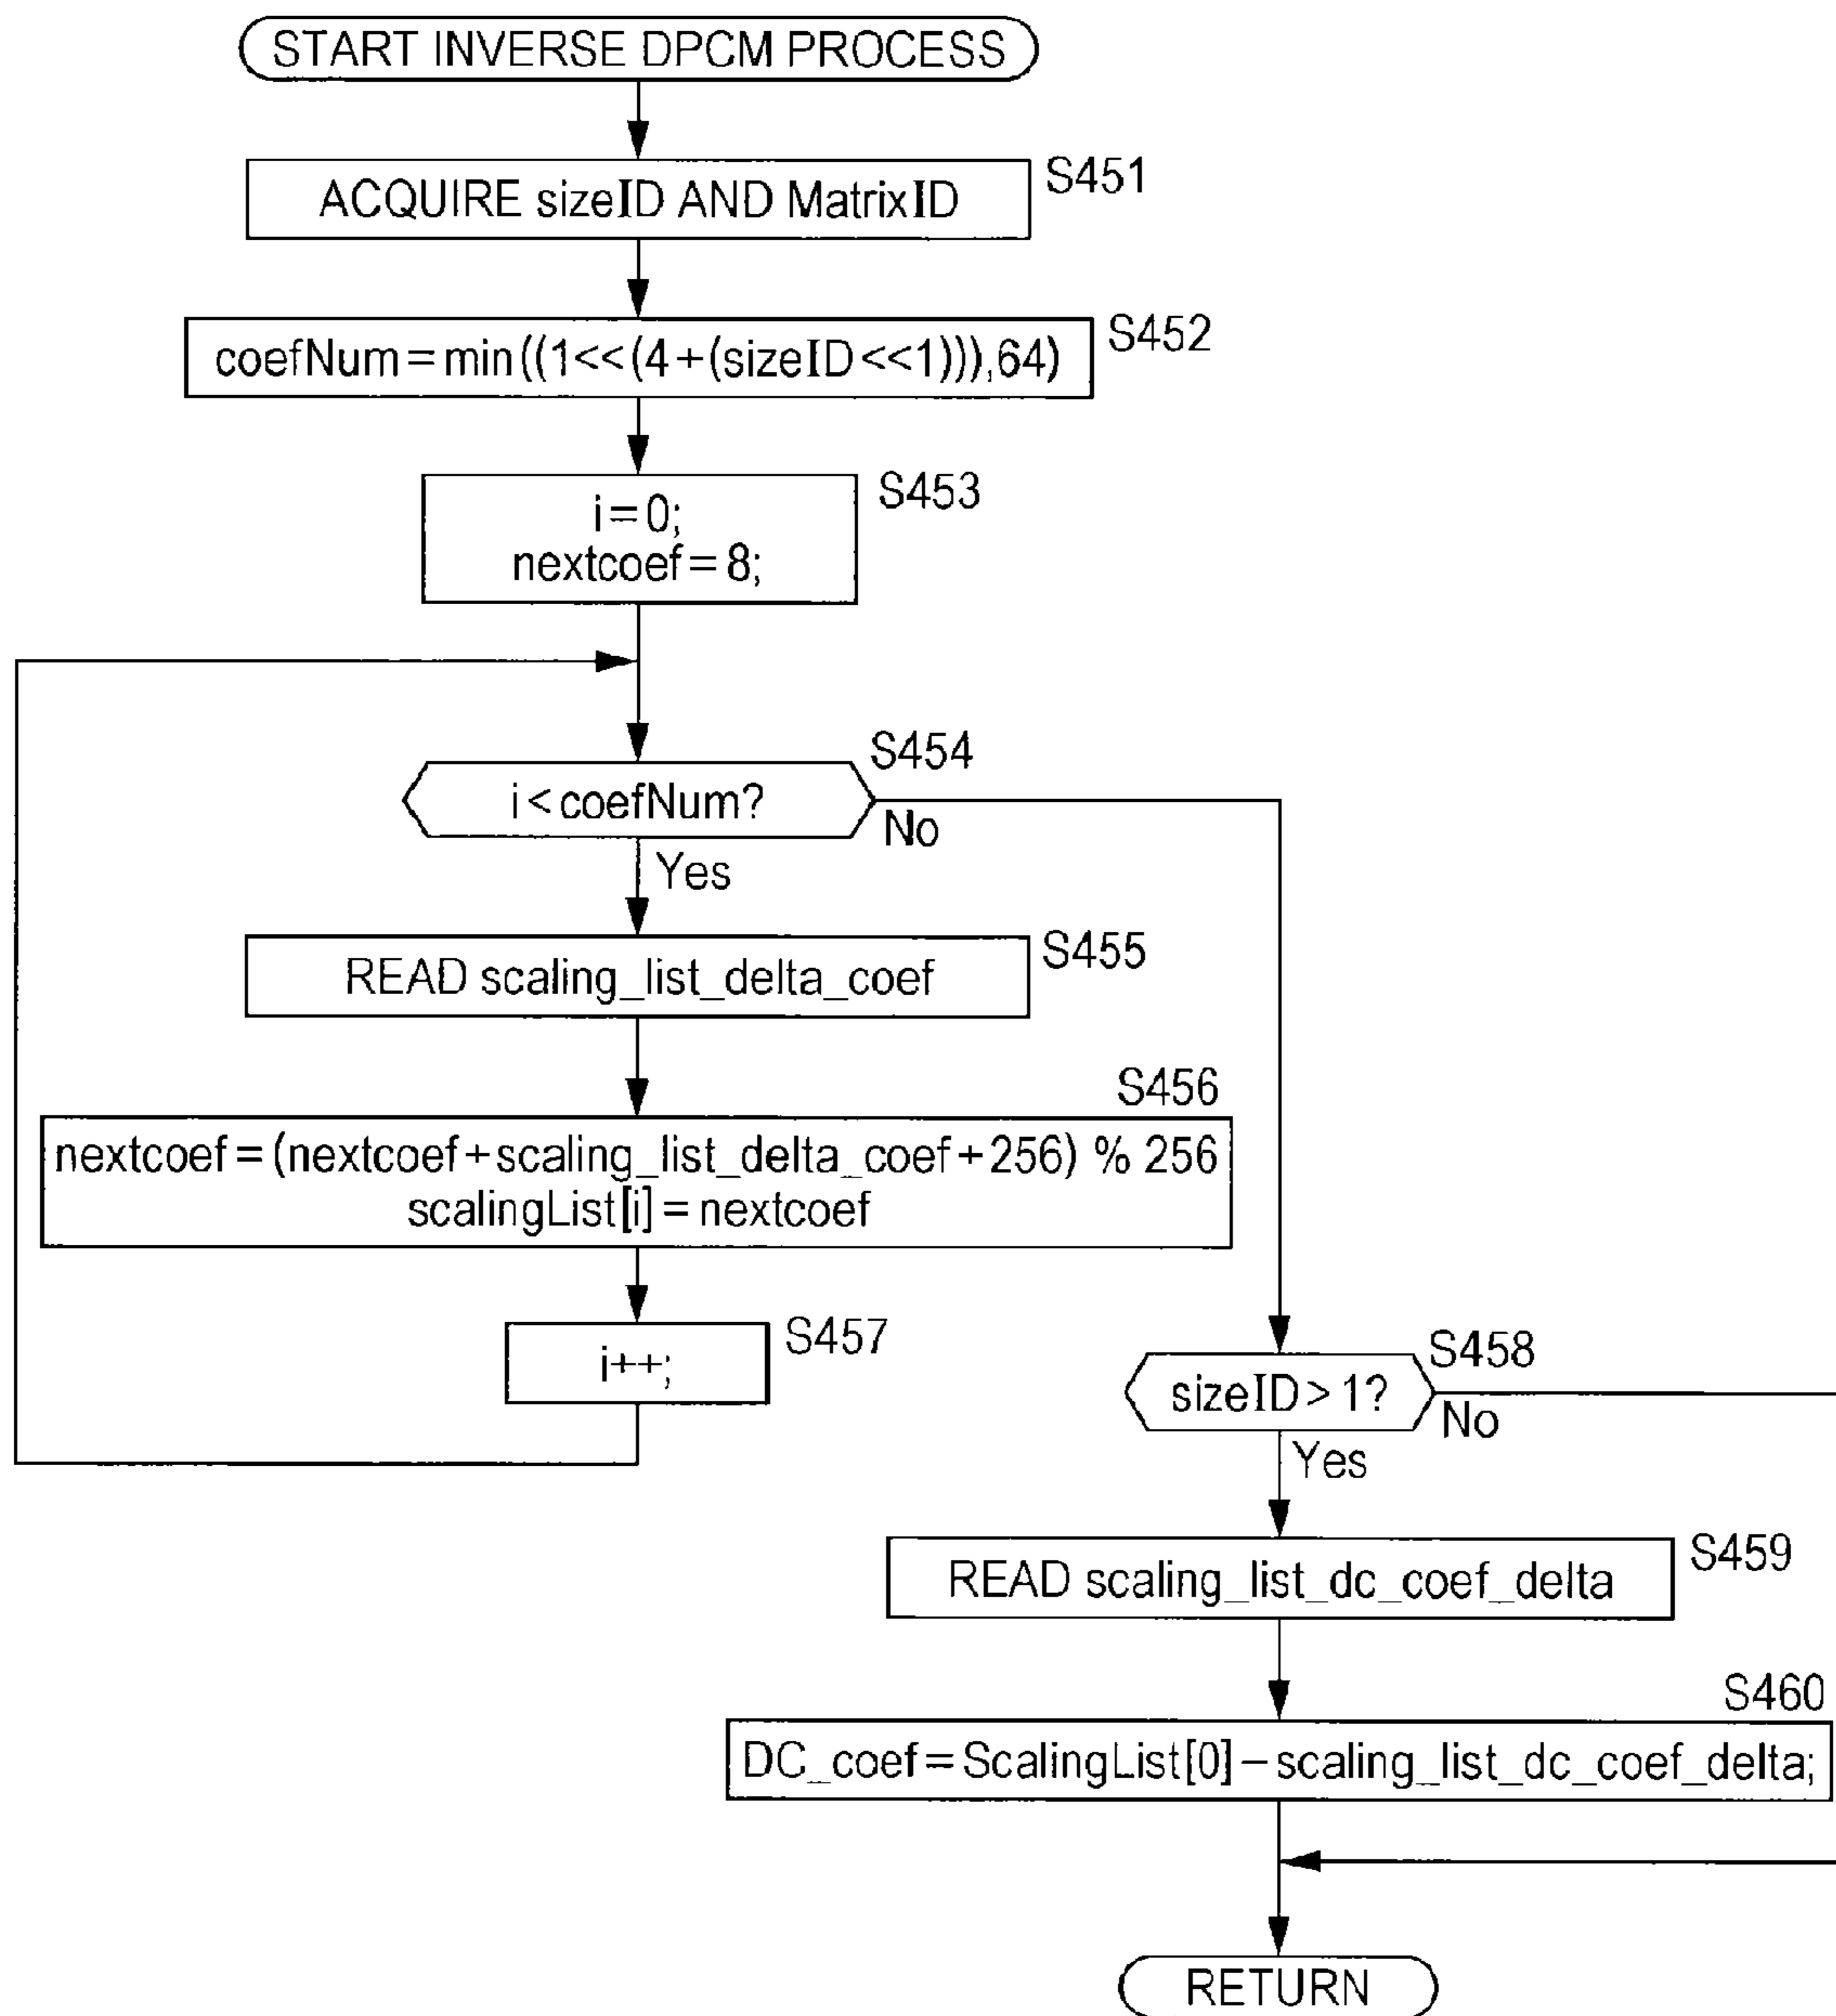 START INVERSE DPCM PROCESS
ACQUIRE sizeID AND MatrixID
S451
coefNum=min((1<<(4+(sizeID<<1))),64)
S452
i=0;
nextcoef=8;
S453
i<coefNum?
S454
No
Yes
READ scaling_list_delta_coef
S455
S456
nextcoef=(nextcoef+scaling_list_delta_coef+256) % 256
scalingList[i]=nextcoef
i++;
S457
sizeID>1?
S458
No
Yes
READ scaling_list_dc_coef_delta
S459
S460
DC_coef=ScalingList[0]-scaling_list_dc_coef_delta;
RETURN